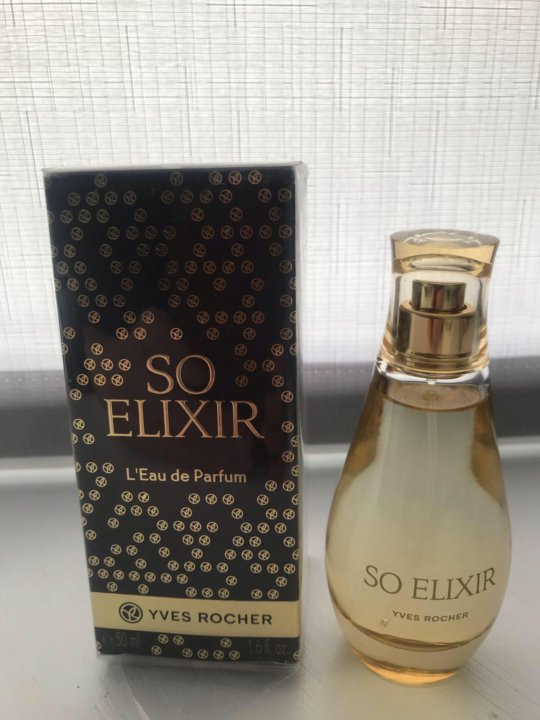 SO
ELIXIR
L'Eau de Parfum
YVES ROCHER
e 50 ml 1.6 fl. oz.
SO ELIXIR
YVES ROCHER